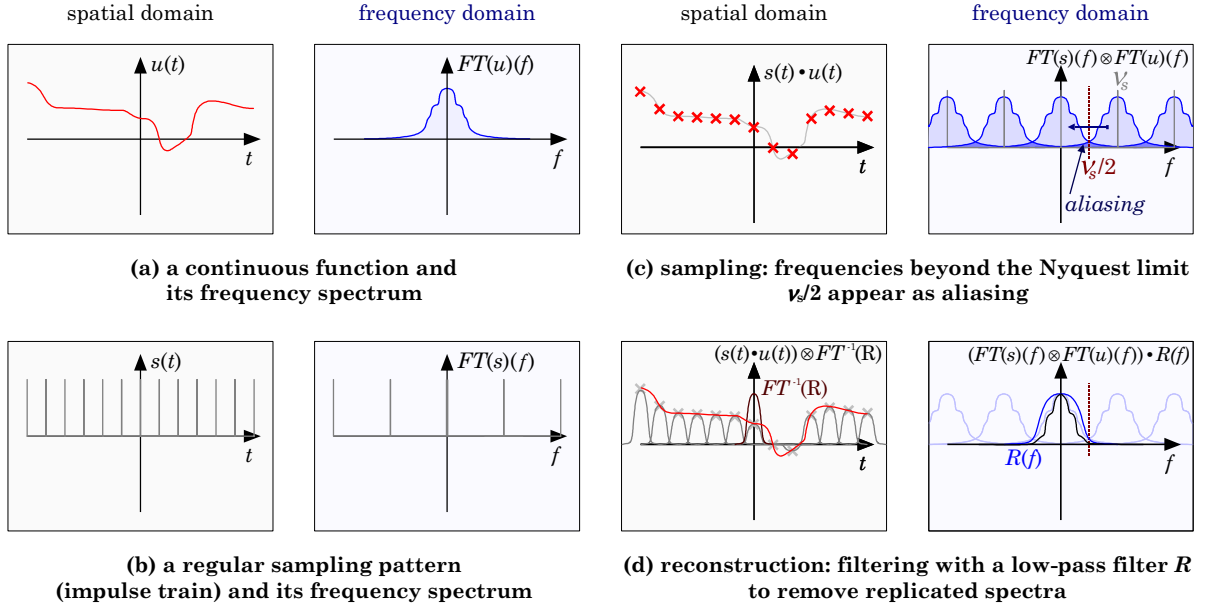 spatial domain
frequency domain
u(t)
t
FT(u)(f)
f
(a) a continuous function and
its frequency spectrum
s(t)
t
FT(s)(f)
f
(b) a regular sampling pattern
(impulse train) and its frequency spectrum
spatial domain
frequency domain
s(t)•u(t)
t
FT(s)(f)⊗FT(u)(f)
νs
νs/2
f
aliasing
(c) sampling: frequencies beyond the Nyquest limit
νs/2 appear as aliasing
(s(t)•u(t))⊗FT⁻¹(R)
FT⁻¹(R)
t
(FT(s)(f)⊗FT(u)(f))•R(f)
R(f)
f
(d) reconstruction: filtering with a low-pass filter R
to remove replicated spectra